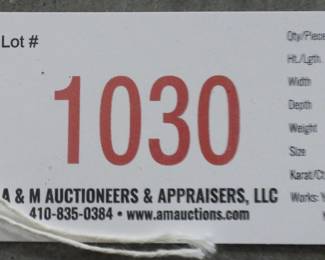 Lot #
1030
A & M AUCTIONEERS & APPRAISERS, LLC
410-835-0384 • www.amauctions.com
Qty/Piece
Ht./Lgth.
Width
Depth
Weight
Size
Karat/Ct
Works: Y